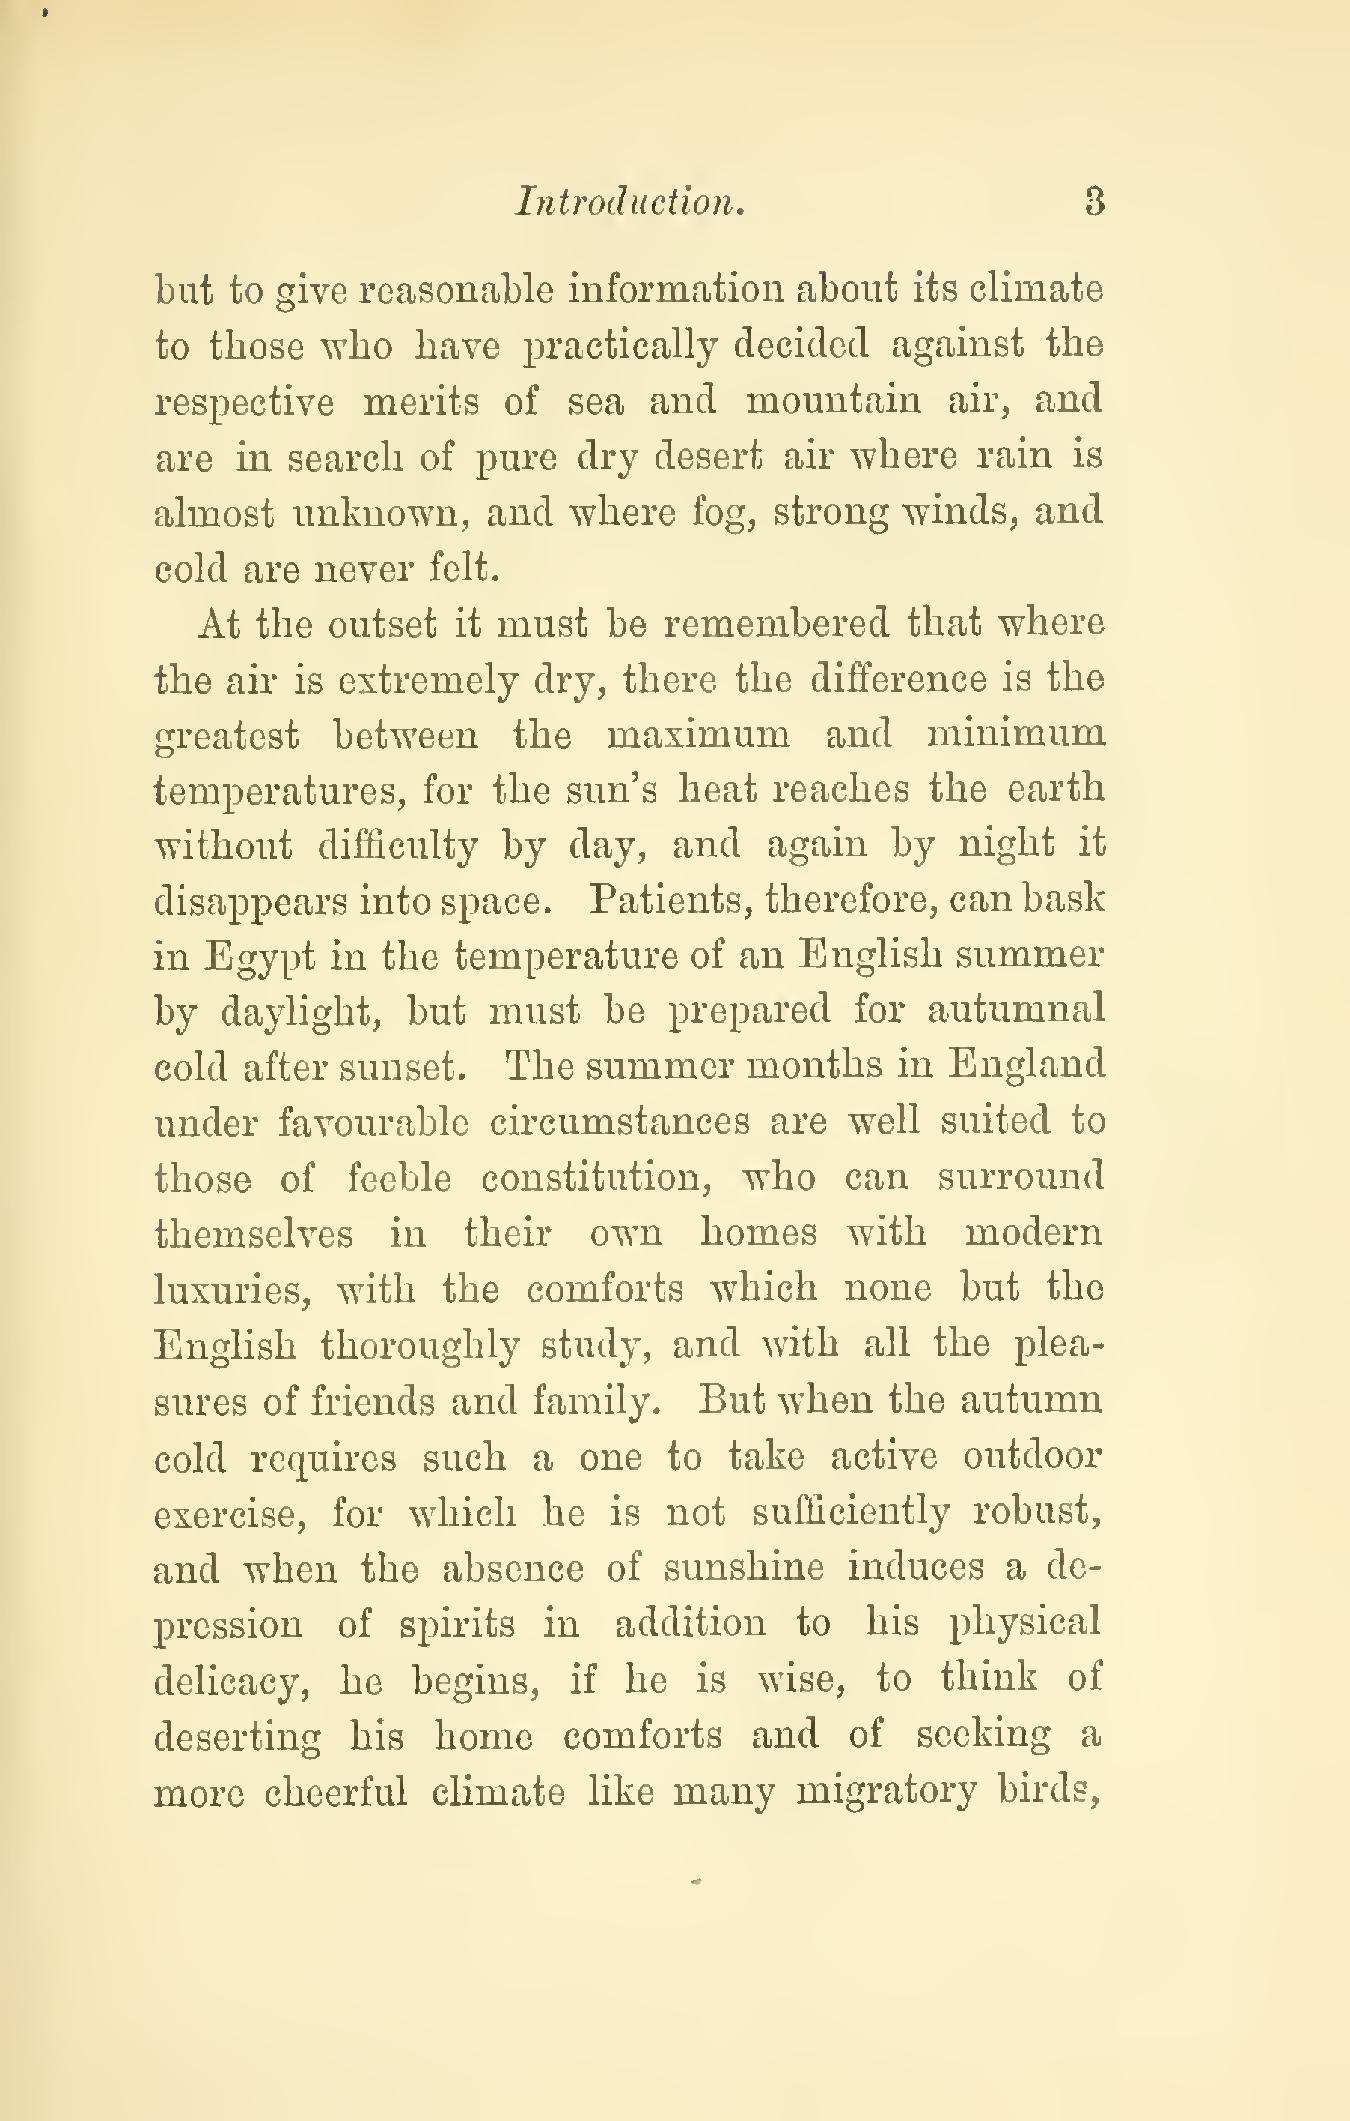 Introduction. 3
but to give reasonable information about its climate
to those who have practically decided against the
respective merits of sea and mountain air, and
are in search of pure dry desert air where rain is
almost unknown, and where fog, strong winds, and
cold are never felt.
At the outset it must be remembered that where
the air is extremely dry, there the difference is the
greatest between the maximum and minimum
temperatures, for the sun's heat reaches the earth
without difficulty by day, and again by night it
disappears into space. Patients, therefore, can bask
in Egypt in the temperature of an English summer
by daylight, but must be prepared for autumnal
cold after sunset. The summer months in England
under favourable circumstances are well suited to
those of feeble constitution, who can surround
themselves in their own homes with modern
luxuries, with the comforts which none but the
English thoroughly study, and with all the plea-
sures of friends and family. But when the autumn
cold requires such a one to take active outdoor
exercise, for which he is not sufficiently robust,
and when the absence of sunshine induces a de-
pression of spirits in addition to his physical
delicacy, he begins, if he is wise, to think of
deserting his home comforts and of seeking a
more cheerful climate like many migratory birds,